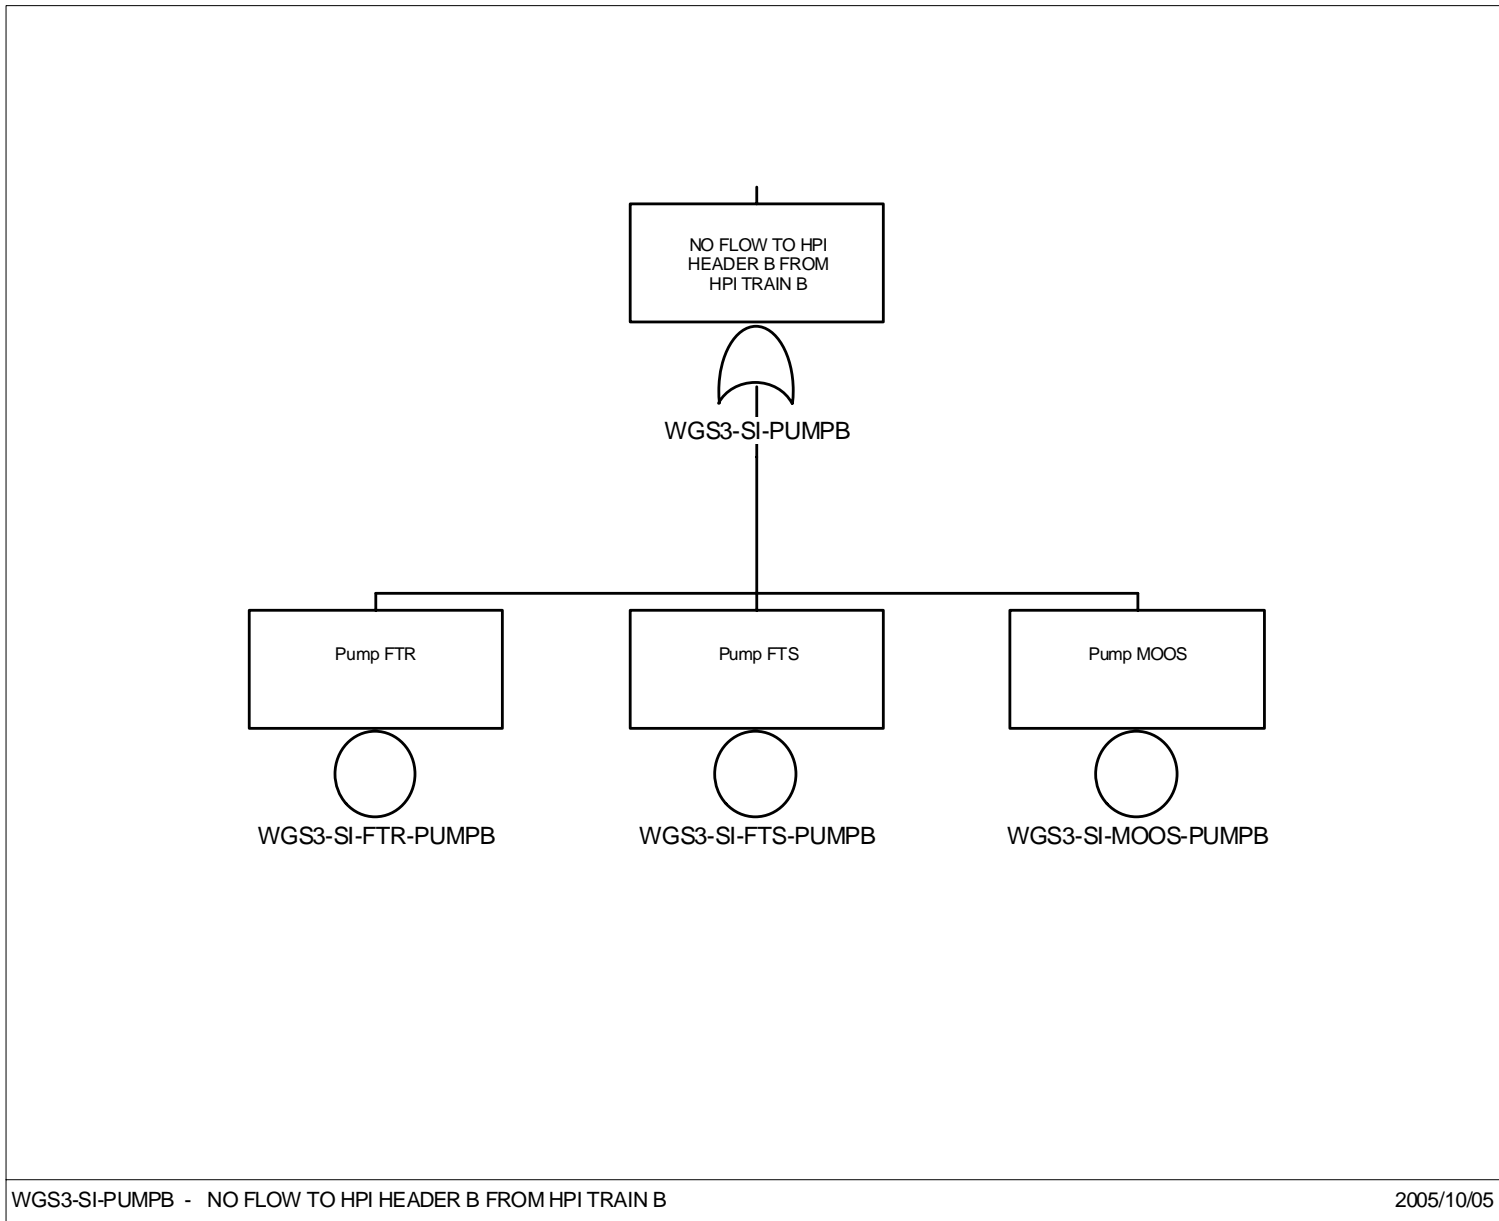 NO FLOW TO HPI
HEADER B FROM
HPI TRAIN B
WGS3-SI-PUMPB
Pump FTR
Pump FTS
Pump MOOS
WGS3-SI-FTR-PUMPB
WGS3-SI-FTS-PUMPB
WGS3-SI-MOOS-PUMPB
WGS3-SI-PUMPB - NO FLOW TO HPI HEADER B FROM HPI TRAIN B
2005/10/05